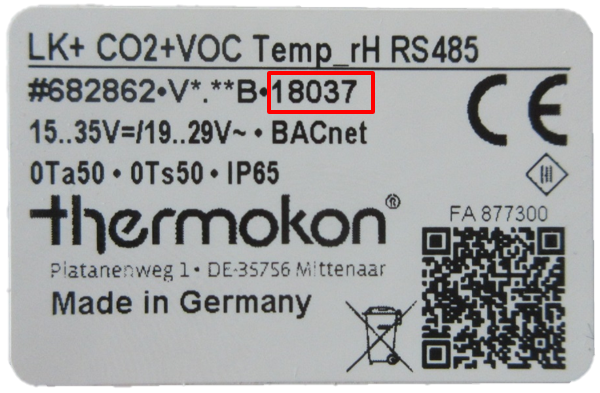 LK+ CO2+VOC Temp_rH RS485
#682862•V*.**B•18037
15..35V=/19..29V~ • BACnet
0Ta50 • 0Ts50 • IP65
thermokon®
FA 877300
Platanenweg 1 • DE-35756 Mittenaar
Made in Germany
CE